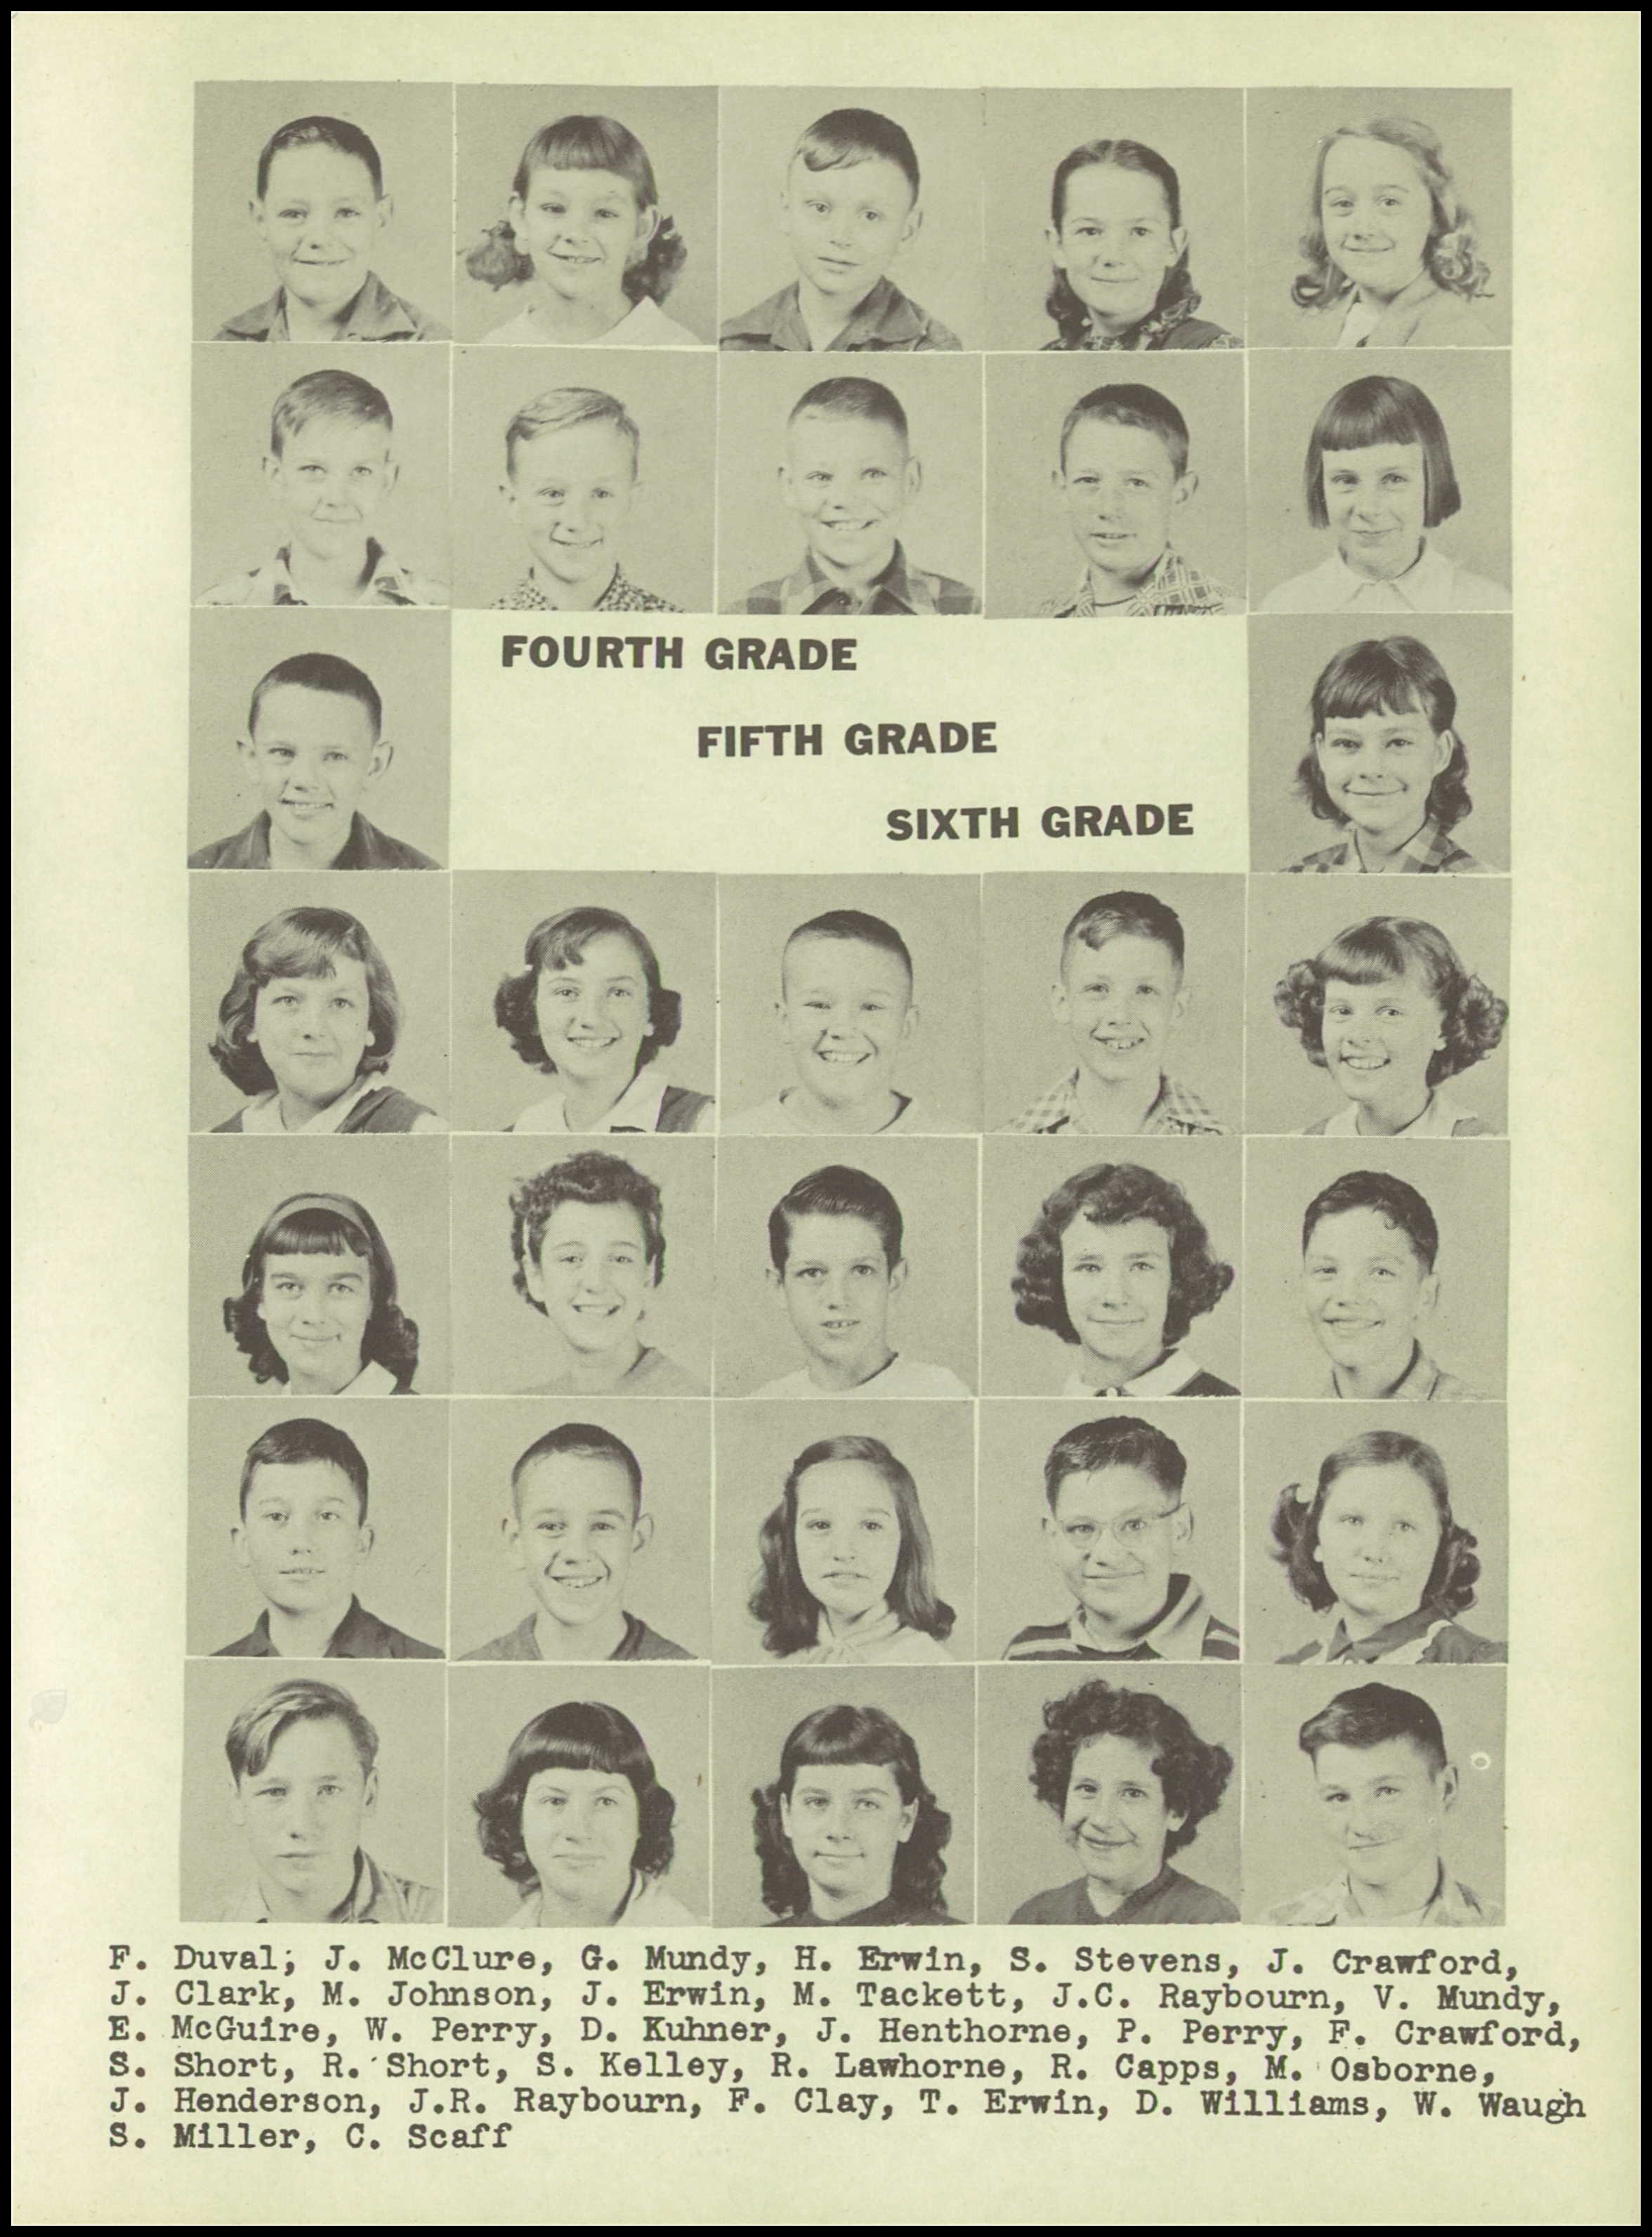 FOURTH GRADE
FIFTH GRADE
SIXTH GRADE
F. Duval; J. McClure, G. Mundy, H. Erwin, S. Stevens, J. Crawford,
J. Clark, M. Johnson, J. Erwin, M. Tackett, J.C. Raybourn, V. Mundy,
E. McGuire, W. Perry, D. Kuhner, J. Henthorne, P. Perry, F. Crawford,
S. Short, R. Short, S. Kelley, R. Lawhorne, R. Capps, M. Osborne,
J. Henderson, J.R. Raybourn, F. Clay, T. Erwin, D. Williams, W. Waugh
S. Miller, C. Scaff